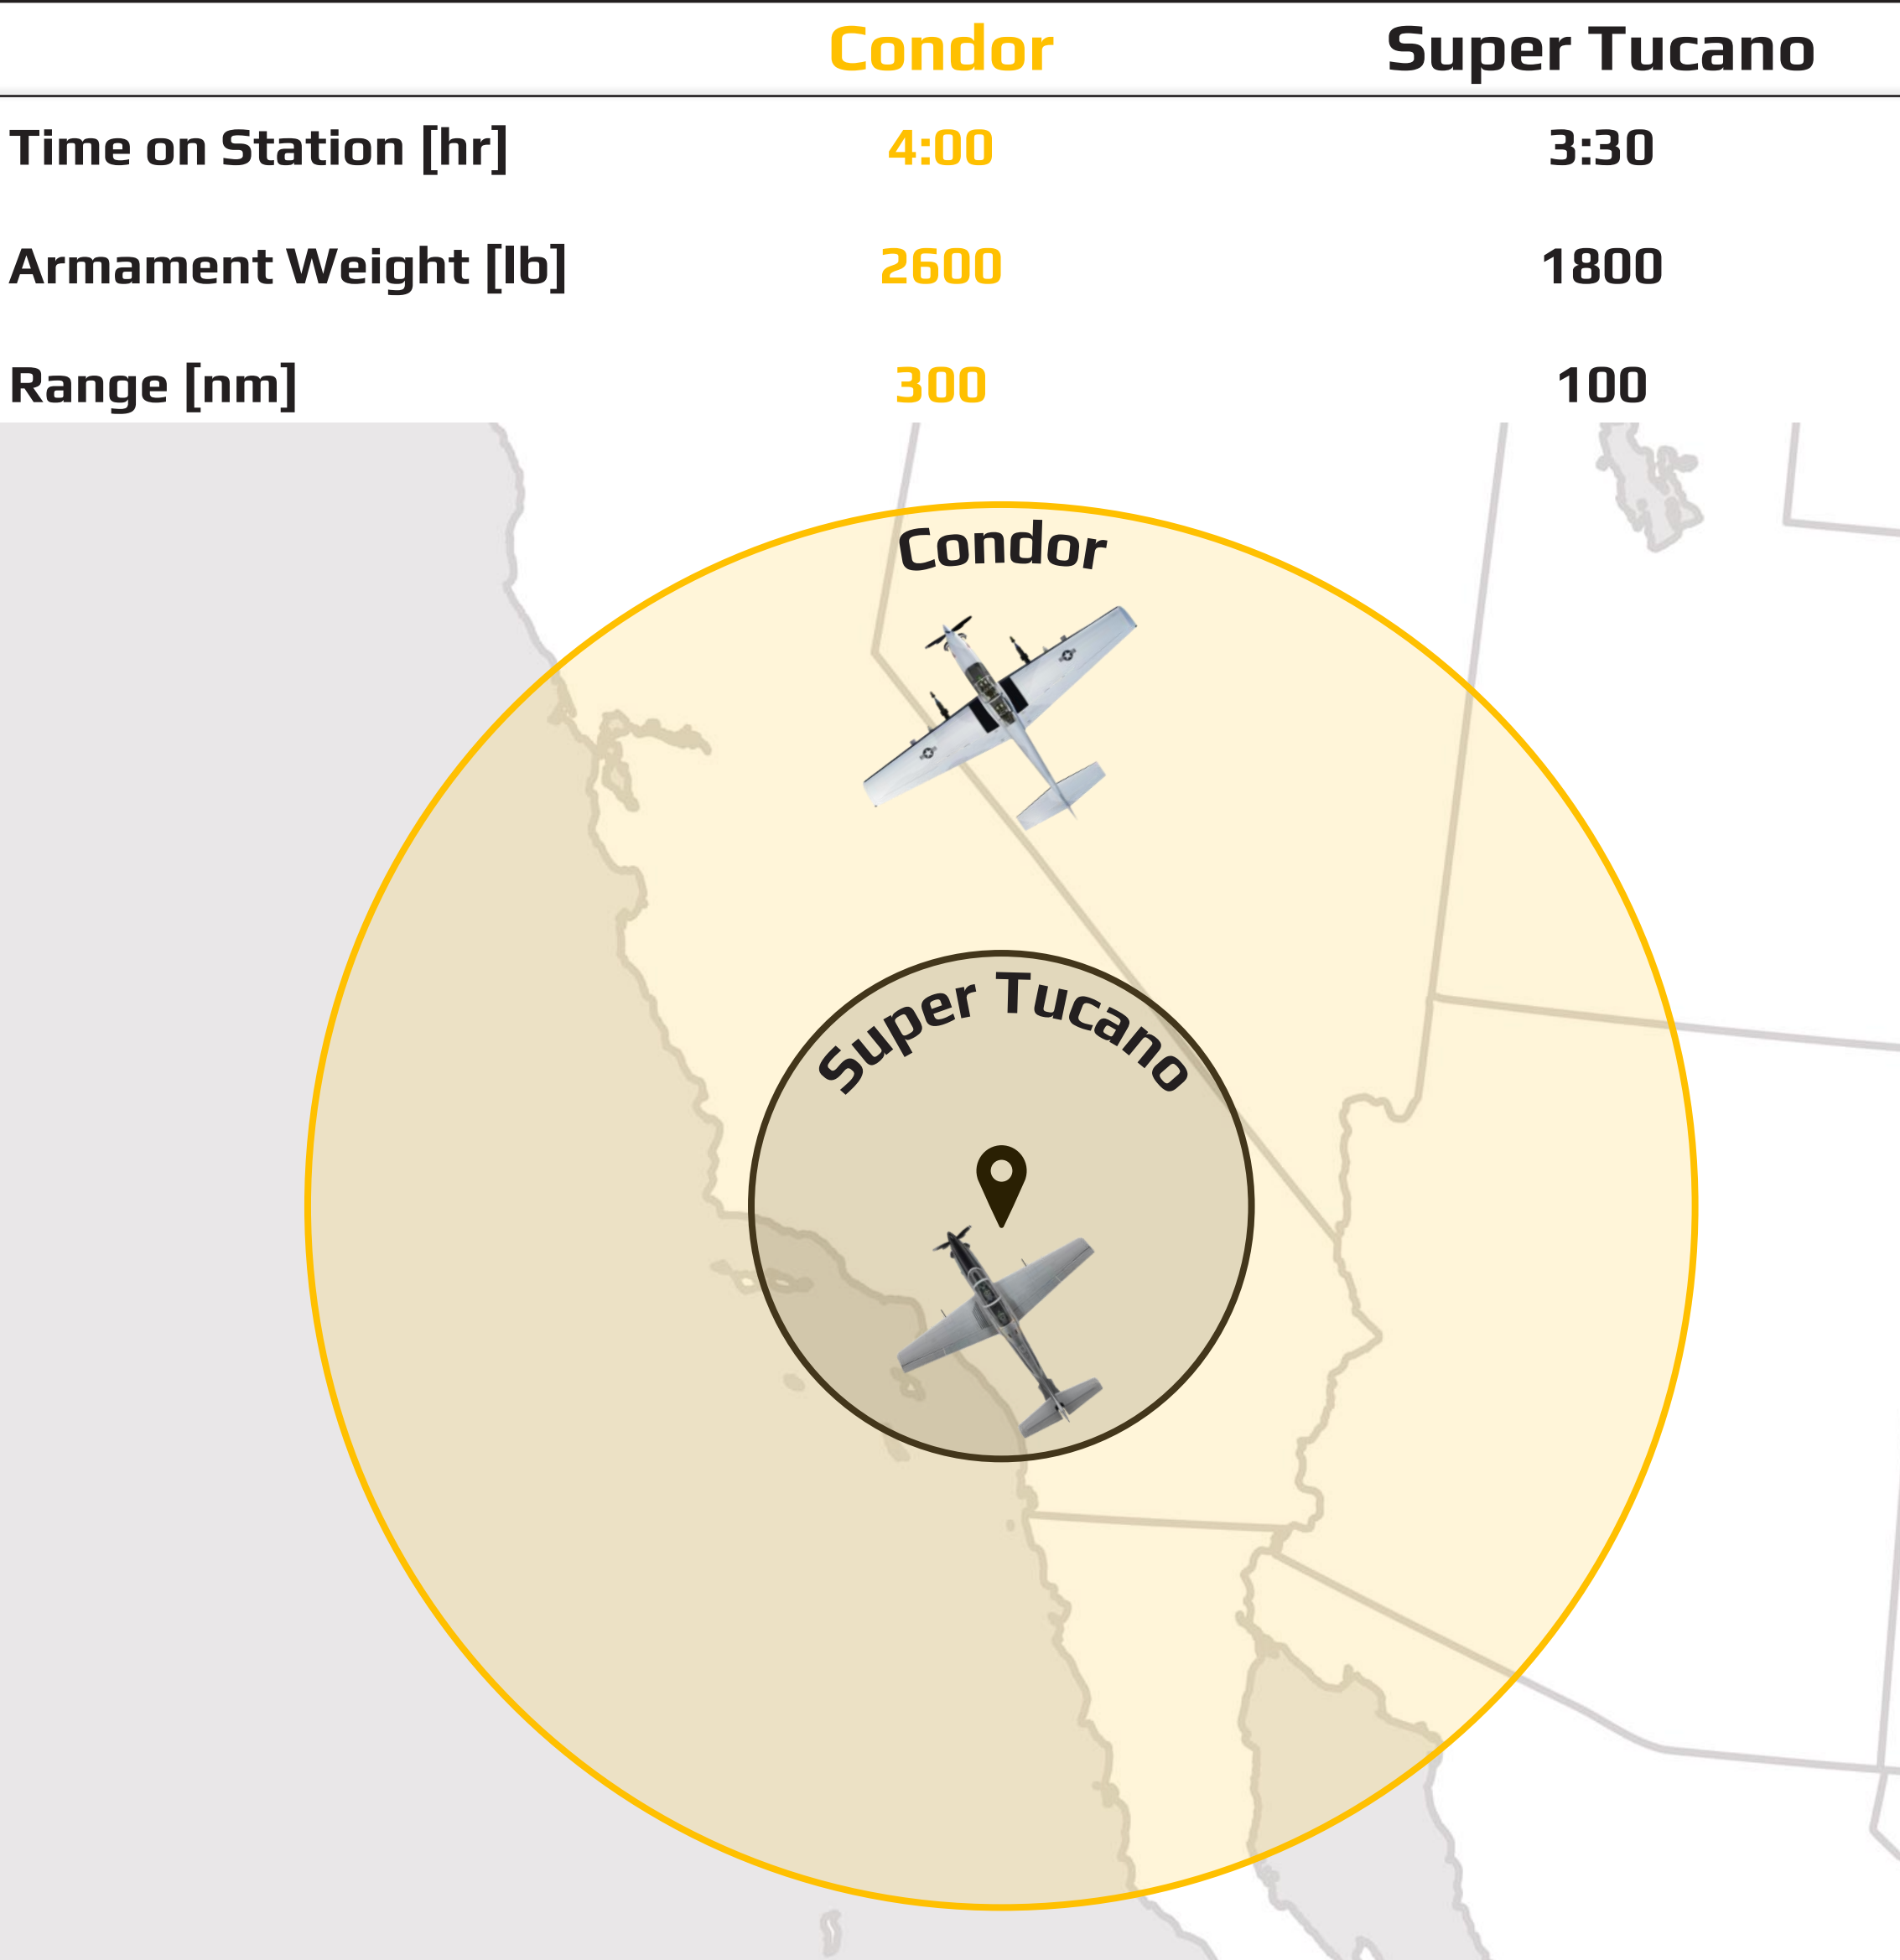 Condor Super Tucano
Time on Station [hr] 4:00 3:30
Armament Weight [lb] 2600 1800
Range [nm] 300 100
Condor
Super Tucano